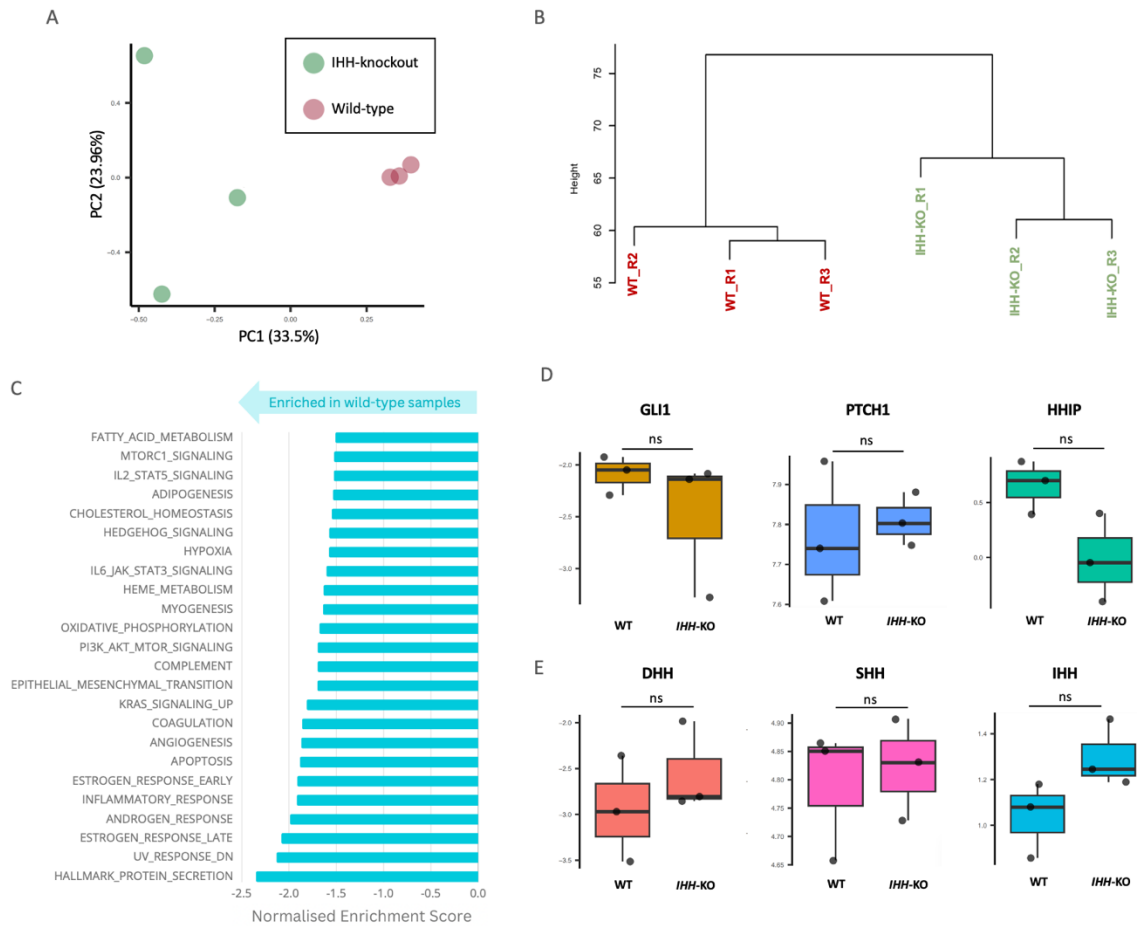 A
IHH-knockout
Wild-type
PC2 (23.96%)
0.4
0.0
−0.4
−0.50
−0.25
0.00
0.25
PC1 (33.5%)
B
Height
75
70
65
60
55
WT_R2
WT_R1
WT_R3
IHH-KO_R1
IHH-KO_R2
IHH-KO_R3
C
Enriched in wild-type samples
FATTY_ACID_METABOLISM
MTORC1_SIGNALING
IL2_STAT5_SIGNALING
ADIPOGENESIS
CHOLESTEROL_HOMEOSTASIS
HEDGEHOG_SIGNALING
HYPOXIA
IL6_JAK_STAT3_SIGNALING
HEME_METABOLISM
MYOGENESIS
OXIDATIVE_PHOSPHORYLATION
PI3K_AKT_MTOR_SIGNALING
COMPLEMENT
EPITHELIAL_MESENCHYMAL_TRANSITION
KRAS_SIGNALING_UP
COAGULATION
ANGIOGENESIS
APOPTOSIS
ESTROGEN_RESPONSE_EARLY
INFLAMMATORY_RESPONSE
ANDROGEN_RESPONSE
ESTROGEN_RESPONSE_LATE
UV_RESPONSE_DN
HALLMARK_PROTEIN_SECRETION
-2.5 -2.0 -1.5 -1.0 -0.5 0.0
Normalised Enrichment Score
D
GLI1
ns
−2.0
−2.5
−3.0
WT IHH-KO
PTCH1
ns
7.9
7.8
7.7
7.6
WT IHH-KO
HHIP
ns
0.5
0.0
WT IHH-KO
E
DHH
ns
−2.0
−2.5
−3.0
−3.5
WT IHH-KO
SHH
ns
4.90
4.85
4.80
4.75
4.70
4.65
WT IHH-KO
IHH
ns
1.4
1.2
1.0
WT IHH-KO